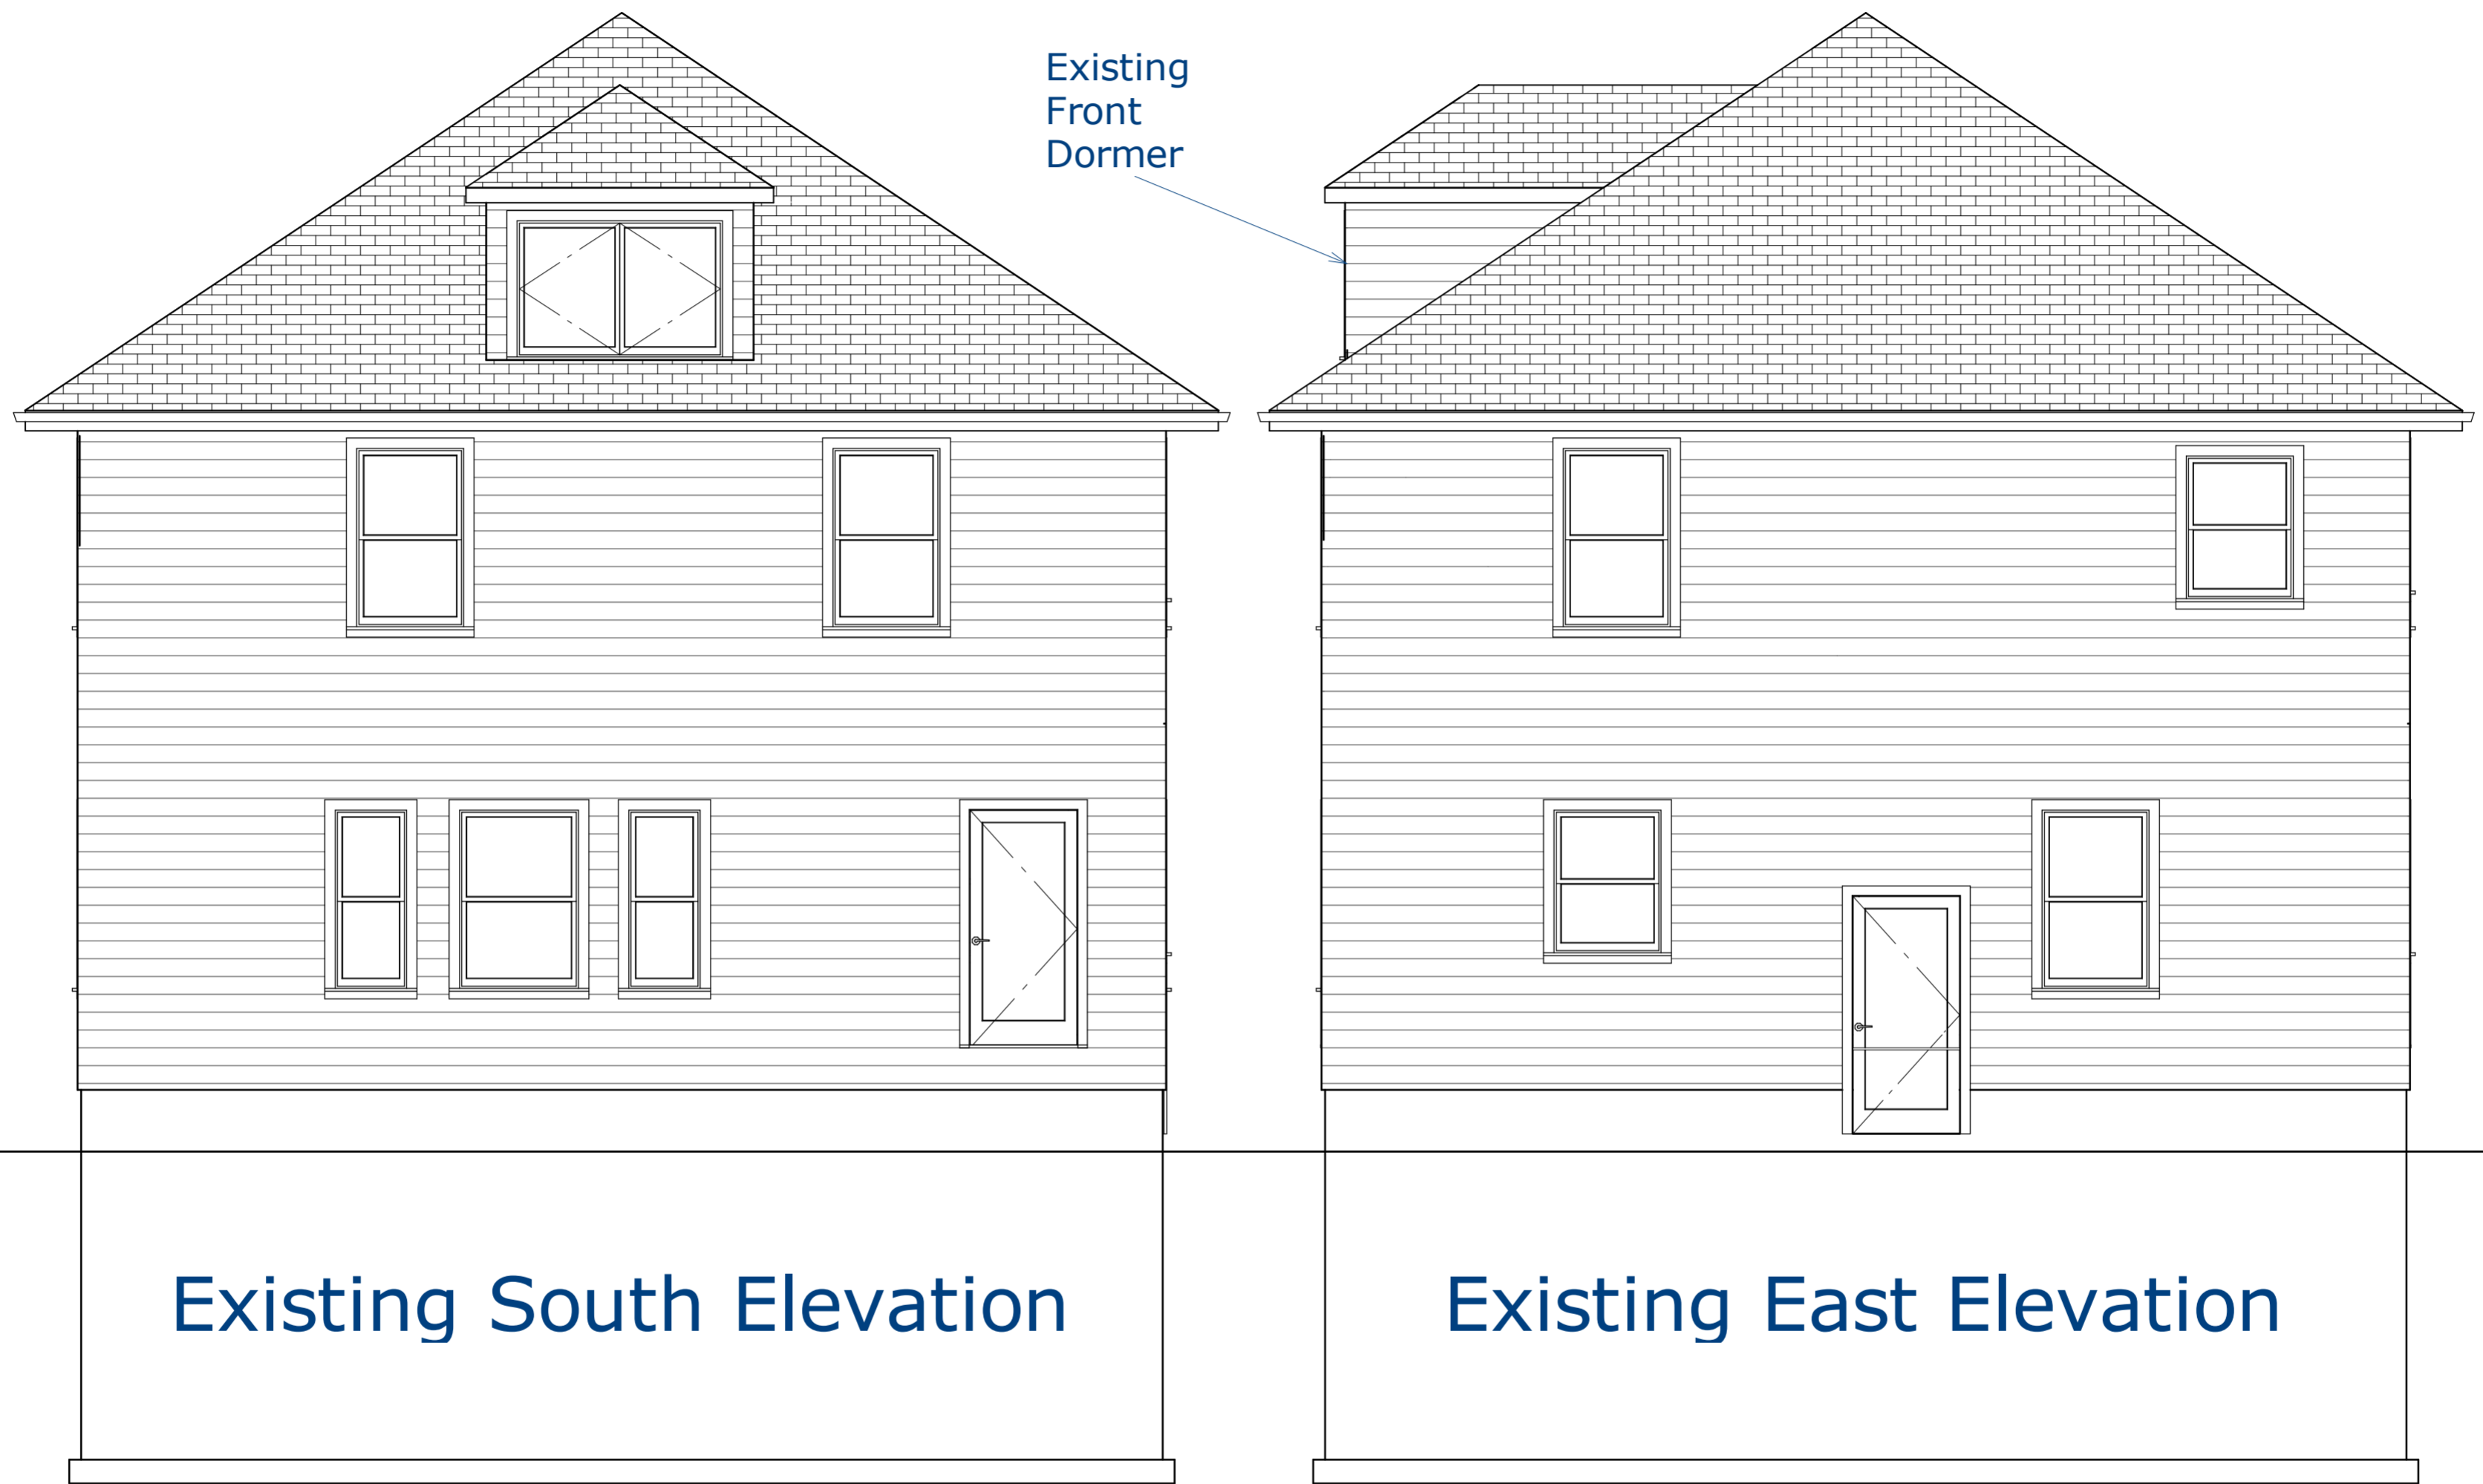 Existing
Front
Dormer
Existing South Elevation
Existing East Elevation